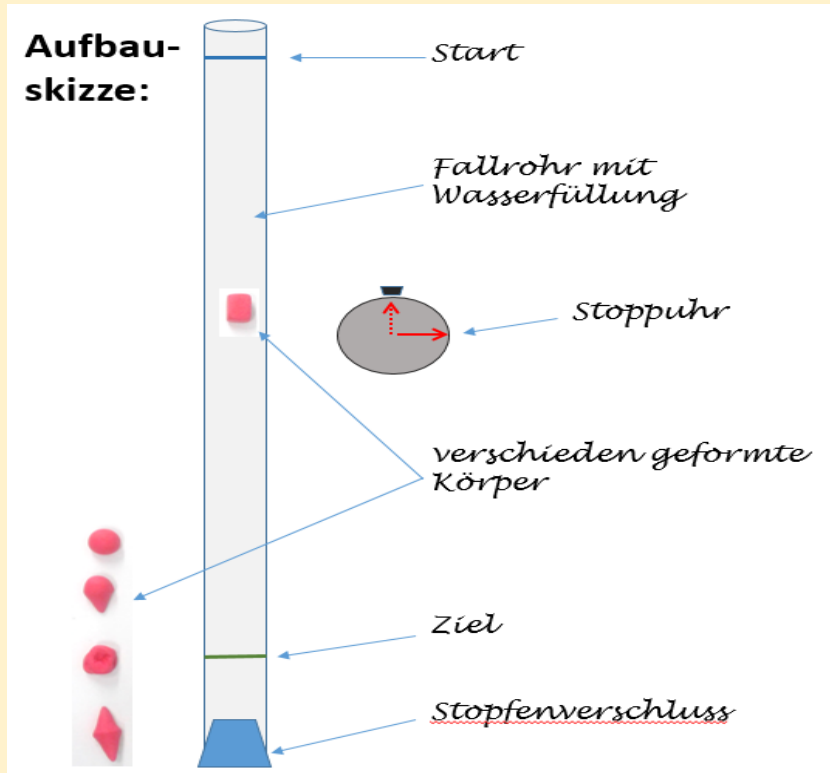 Aufbau-
skizze:
Start
Fallrohr mit
Wasserfüllung
Stoppuhr
verschieden geformte
Körper
Ziel
Stopfenverschluss